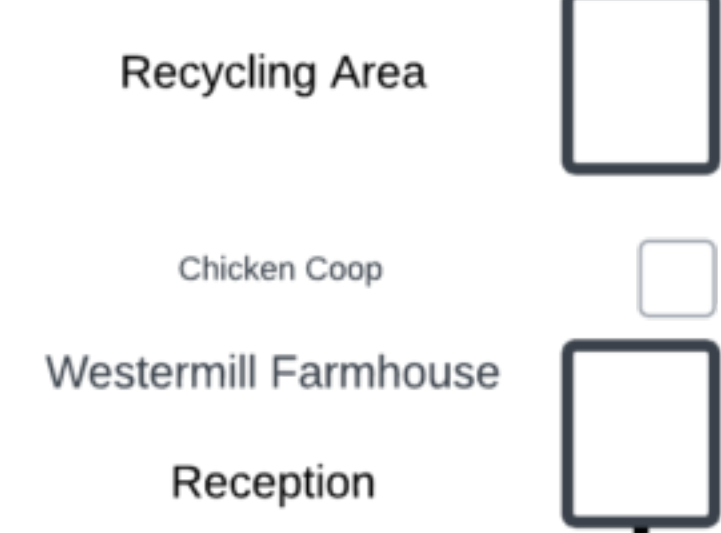 Recycling Area
Chicken Coop
Westermill Farmhouse
Reception